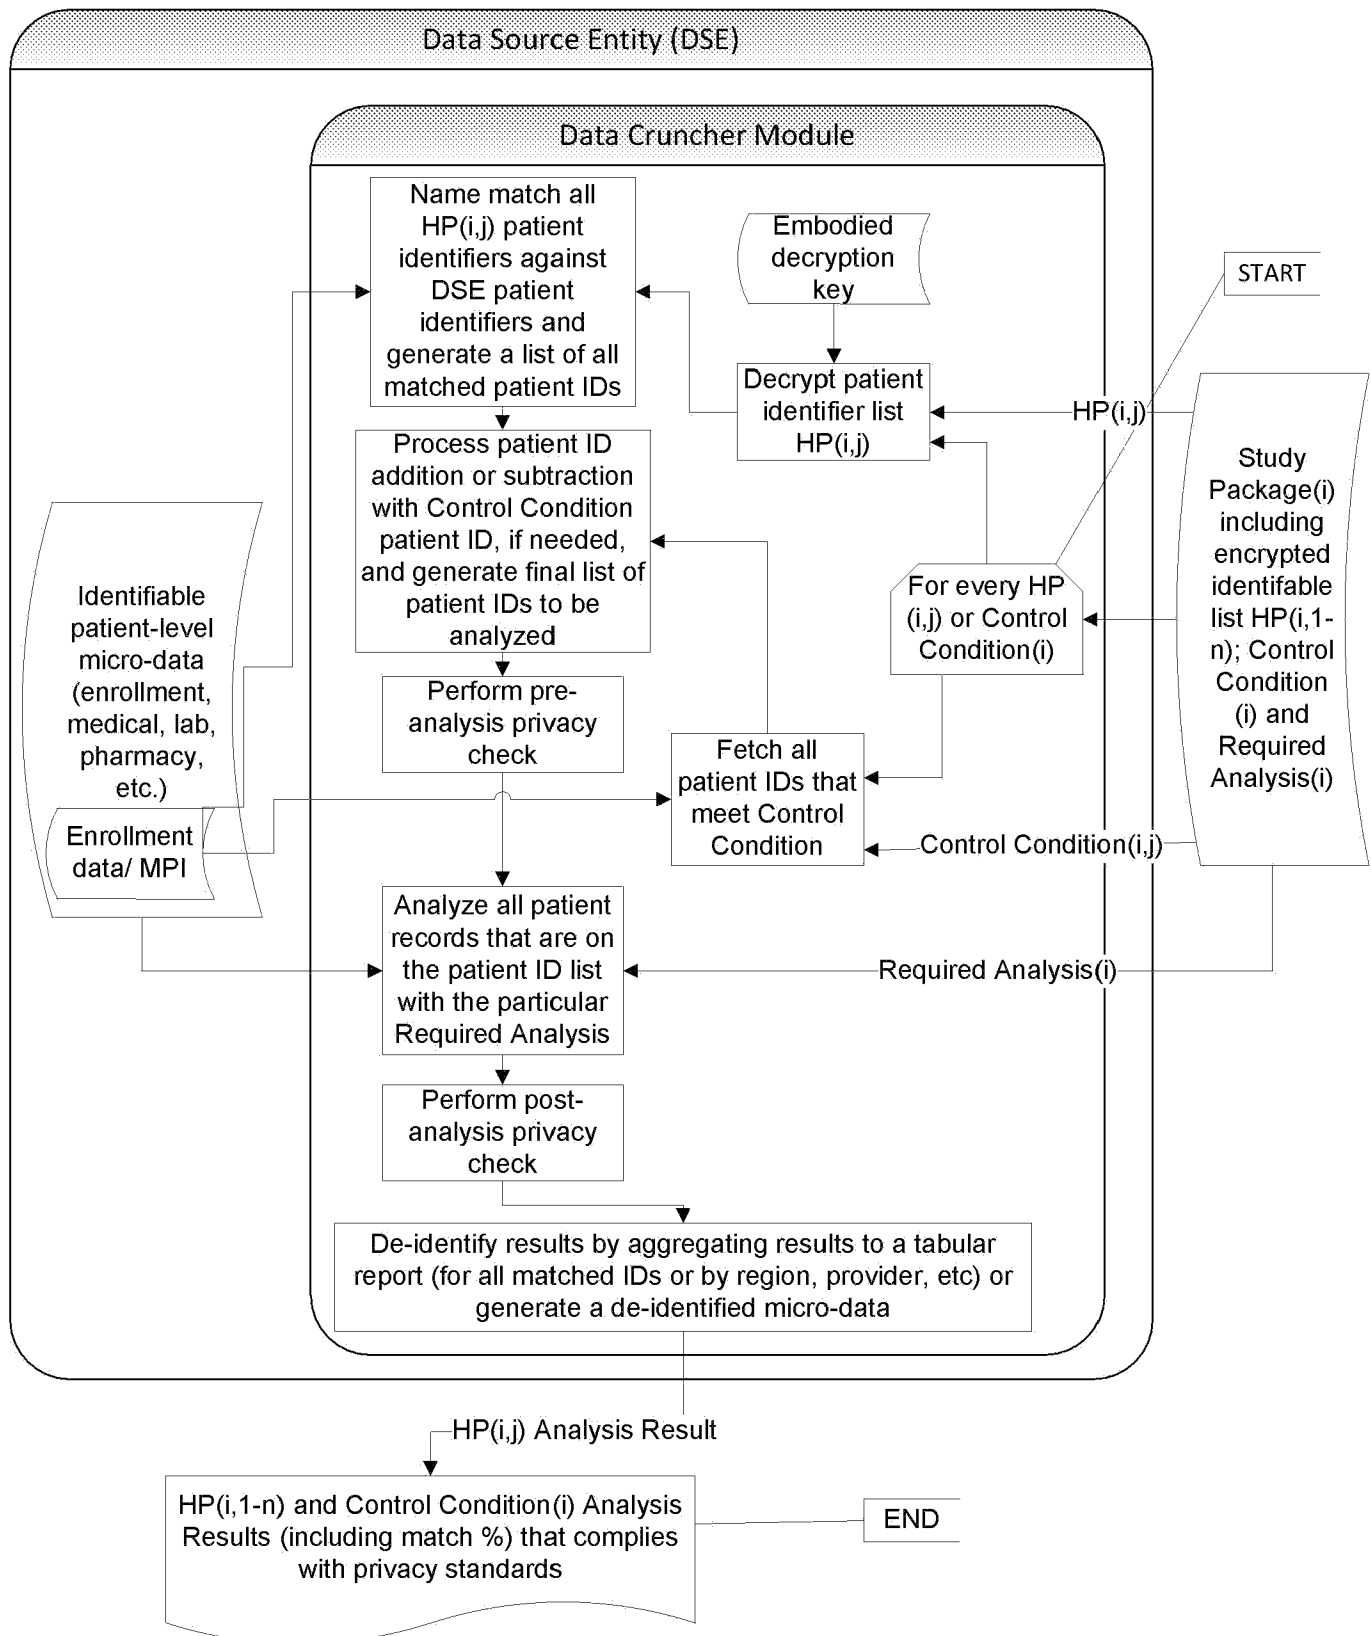 Data Source Entity (DSE)
Data Cruncher Module
Name match all
HP(i,j) patient
identifiers against
DSE patient
identifiers and
generate a list of all
matched patient IDs
Embodied
decryption
key
START
Decrypt patient
identifier list
HP(i,j)
HP(i,j)
Process patient ID
addition or subtraction
with Control Condition
patient ID, if needed,
and generate final list of
patient IDs to be
analyzed
Study
Package(i)
including
encrypted
identifable
list HP(i,1-
n); Control
Condition
(i) and
Required
Analysis(i)
For every HP
(i,j) or Control
Condition(i)
Identifiable
patient-level
micro-data
(enrollment,
medical, lab,
pharmacy,
etc.)
Enrollment
data/ MPI
Perform pre-
analysis privacy
check
Fetch all
patient IDs that
meet Control
Condition
Control Condition(i,j)
Analyze all patient
records that are on
the patient ID list
with the particular
Required Analysis
Required Analysis(i)
Perform post-
analysis privacy
check
De-identify results by aggregating results to a tabular
report (for all matched IDs or by region, provider, etc) or
generate a de-identified micro-data
HP(i,j) Analysis Result
HP(i,1-n) and Control Condition(i) Analysis
Results (including match %) that complies
with privacy standards
END